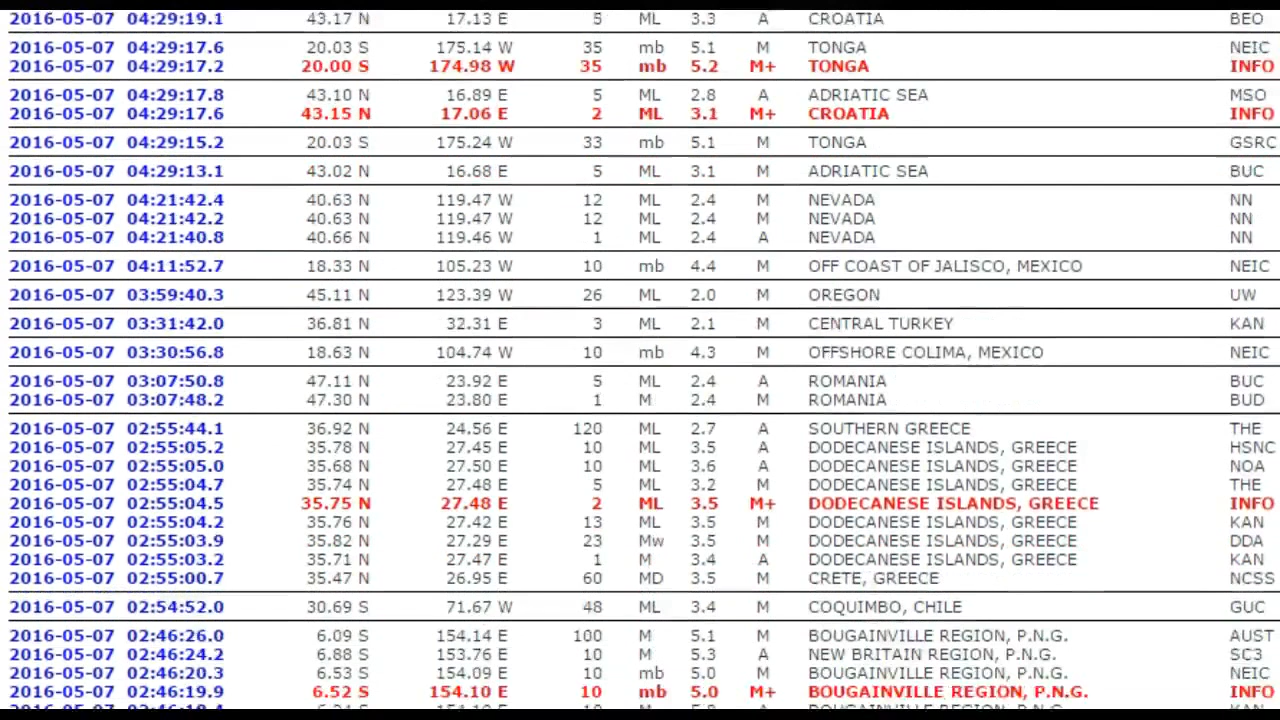 2016-05-07 04:29:19.1 43.17 N 17.13 E 5 ML 3.3 A CROATIA BEO
2016-05-07 04:29:17.6 20.03 S 175.14 W 35 mb 5.1 M TONGA NEIC
2016-05-07 04:29:17.2 20.00 S 174.98 W 35 mb 5.2 M+ TONGA INFO
2016-05-07 04:29:17.8 43.10 N 16.89 E 5 ML 2.8 A ADRIATIC SEA MSO
2016-05-07 04:29:17.6 43.15 N 17.06 E 2 ML 3.1 M+ CROATIA INFO
2016-05-07 04:29:15.2 20.03 S 175.24 W 33 mb 5.1 M TONGA GSRC
2016-05-07 04:29:13.1 43.02 N 16.68 E 5 ML 3.1 M ADRIATIC SEA BUC
2016-05-07 04:21:42.4 40.63 N 119.47 W 12 ML 2.4 M NEVADA NN
2016-05-07 04:21:42.2 40.63 N 119.47 W 12 ML 2.4 M NEVADA NN
2016-05-07 04:21:40.8 40.66 N 119.46 W 1 ML 2.4 A NEVADA NN
2016-05-07 04:11:52.7 18.33 N 105.23 W 10 mb 4.4 M OFF COAST OF JALISCO, MEXICO NEIC
2016-05-07 03:59:40.3 45.11 N 123.39 W 26 ML 2.0 M OREGON UW
2016-05-07 03:31:42.0 36.81 N 32.31 E 3 ML 2.1 M CENTRAL TURKEY KAN
2016-05-07 03:30:56.8 18.63 N 104.74 W 10 mb 4.3 M OFFSHORE COLIMA, MEXICO NEIC
2016-05-07 03:07:50.8 47.11 N 23.92 E 5 ML 2.4 A ROMANIA BUC
2016-05-07 03:07:48.2 47.30 N 23.80 E 1 M 2.4 M ROMANIA BUD
2016-05-07 02:55:44.1 36.92 N 24.56 E 120 ML 2.7 A SOUTHERN GREECE THE
2016-05-07 02:55:05.2 35.78 N 27.45 E 10 ML 3.5 A DODECANESE ISLANDS, GREECE HSNC
2016-05-07 02:55:05.0 35.68 N 27.50 E 10 ML 3.6 A DODECANESE ISLANDS, GREECE NOA
2016-05-07 02:55:04.7 35.74 N 27.48 E 5 ML 3.2 M DODECANESE ISLANDS, GREECE THE
2016-05-07 02:55:04.5 35.75 N 27.48 E 2 ML 3.5 M+ DODECANESE ISLANDS, GREECE INFO
2016-05-07 02:55:04.2 35.76 N 27.42 E 13 ML 3.5 M DODECANESE ISLANDS, GREECE KAN
2016-05-07 02:55:03.9 35.82 N 27.29 E 23 Mw 3.5 M DODECANESE ISLANDS, GREECE DDA
2016-05-07 02:55:03.2 35.71 N 27.47 E 1 M 3.4 A DODECANESE ISLANDS, GREECE KAN
2016-05-07 02:55:00.7 35.47 N 26.95 E 60 MD 3.5 M CRETE, GREECE NCSS
2016-05-07 02:54:52.0 30.69 S 71.67 W 48 ML 3.4 M COQUIMBO, CHILE GUC
2016-05-07 02:46:26.0 6.09 S 154.14 E 100 M 5.1 M BOUGAINVILLE REGION, P.N.G. AUST
2016-05-07 02:46:24.2 6.88 S 153.76 E 10 M 5.3 A NEW BRITAIN REGION, P.N.G. SC3
2016-05-07 02:46:20.3 6.53 S 154.09 E 10 mb 5.0 M BOUGAINVILLE REGION, P.N.G. NEIC
2016-05-07 02:46:19.9 6.52 S 154.10 E 10 mb 5.0 M+ BOUGAINVILLE REGION, P.N.G. INFO